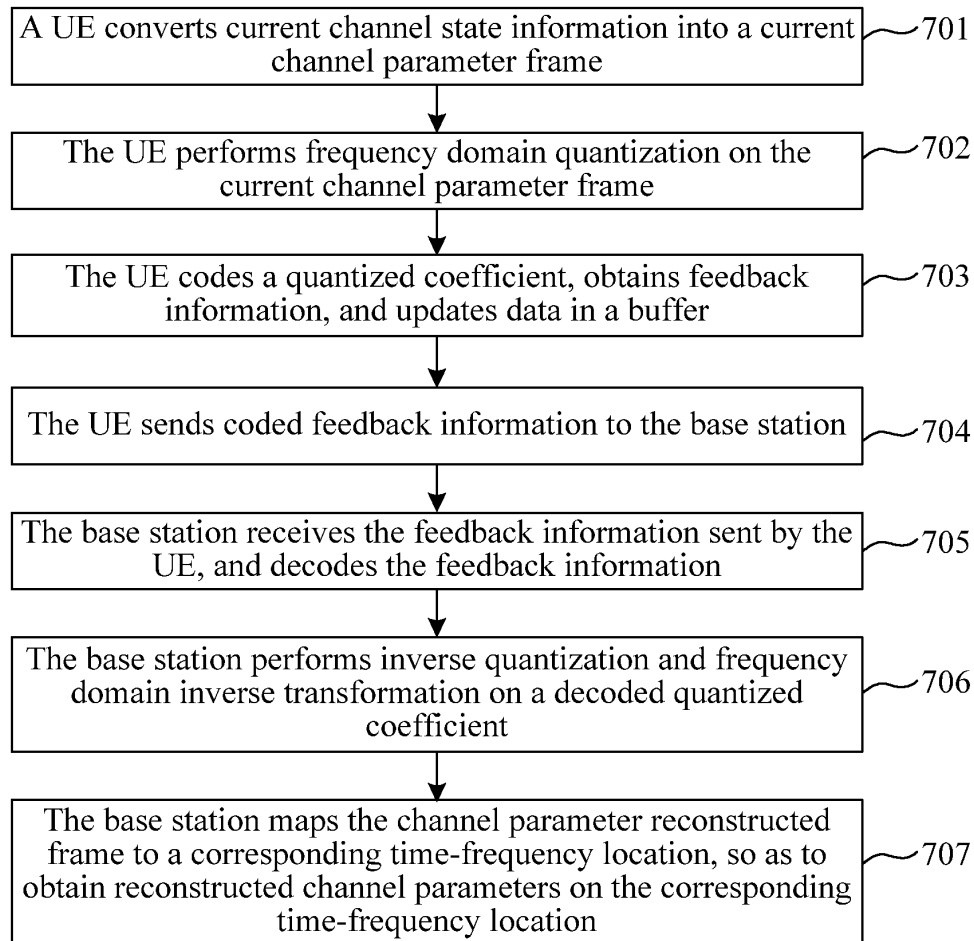 A UE converts current channel state information into a current
channel parameter frame
701
The UE performs frequency domain quantization on the
current channel parameter frame
702
The UE codes a quantized coefficient, obtains feedback
information, and updates data in a buffer
703
The UE sends coded feedback information to the base station
704
The base station receives the feedback information sent by the
UE, and decodes the feedback information
705
The base station performs inverse quantization and frequency
domain inverse transformation on a decoded quantized
coefficient
706
The base station maps the channel parameter reconstructed
frame to a corresponding time-frequency location, so as to
obtain reconstructed channel parameters on the corresponding
time-frequency location
707